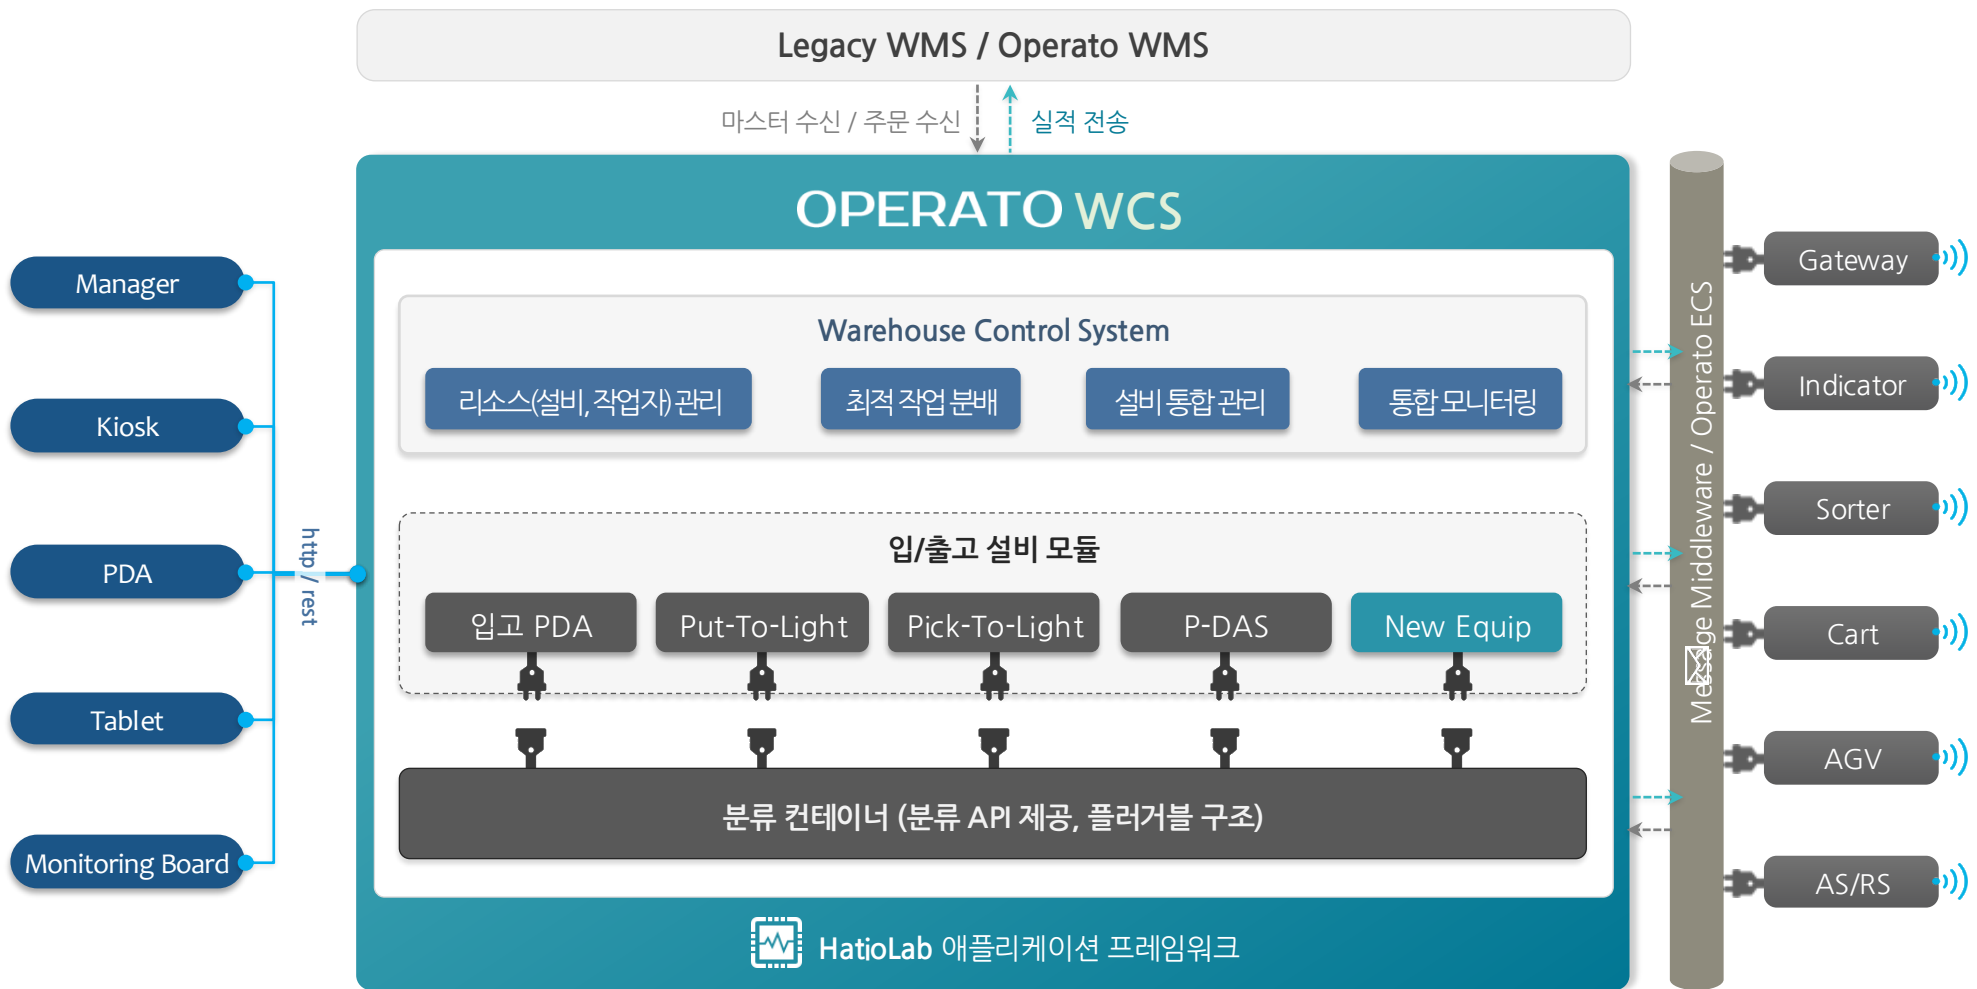 Legacy WMS / Operato WMS
마스터 수신 / 주문 수신
실적 전송
OPERATO WCS
Manager
Kiosk
PDA
Tablet
Monitoring Board
http / rest
Warehouse Control System
리소스(설비, 작업자) 관리
최적 작업 분배
설비 통합 관리
통합 모니터링
입/출고 설비 모듈
입고 PDA
Put-To-Light
Pick-To-Light
P-DAS
New Equip
분류 컨테이너 (분류 API 제공, 플러거블 구조)
HatioLab 애플리케이션 프레임워크
Message Middleware / Operato ECS
Gateway
Indicator
Sorter
Cart
AGV
AS/RS